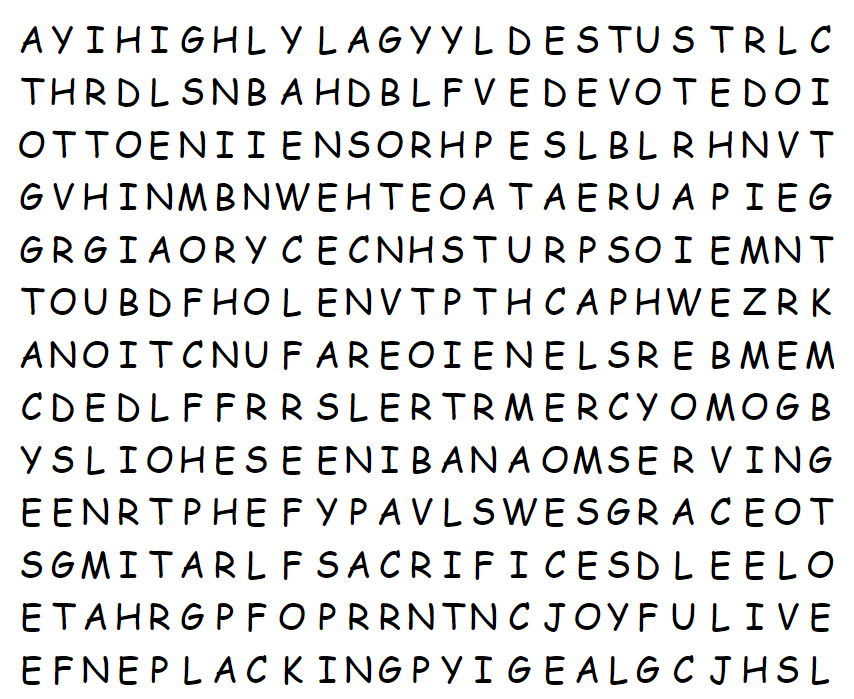 AYIHIGHLYLAGYYLDESTUSTRLC
THRDLSNBAHDBLFVEDEVOTEDOI
OTTOENIIENSORHPESLBLRHNVT
GVHINMBNWEHTEOATAERUAPIEG
GRGIAORYCECNHSTURPSOIEMNT
TOUBDFHOLENVTPTHCAPHWEZRK
ANOITCNUFAREOIENELSREBMEM
CDEDLFFRRSLERTRMERCYOMOGB
YSLIOHESEENIBANAOMSERVING
EENRTPHEFYPAVLSWESGRACEOT
SGMITARLFSACRIFICESDLEELO
ETAHRGPFOPRRNTNCJOYFULIVE
EFNEPLACKINGPYIGEALGCJHSL